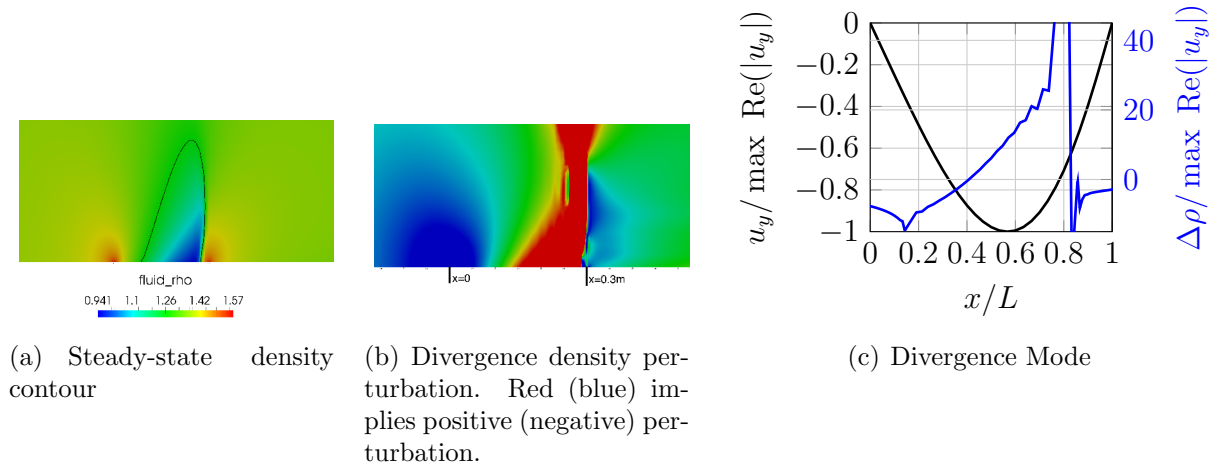 fluid_rho
0.941 1.1 1.26 1.42 1.57
(a) Steady-state density
contour
x=0
x=0.3m
(b) Divergence density per-
turbation. Red (blue) im-
plies positive (negative) per-
turbation.
u_y/ max Re(|u_y|)
0
−0.2
−0.4
−0.6
−0.8
−1
0 0.2 0.4 0.6 0.8 1
x/L
40
20
0
Δρ/ max Re(|u_y|)
(c) Divergence Mode